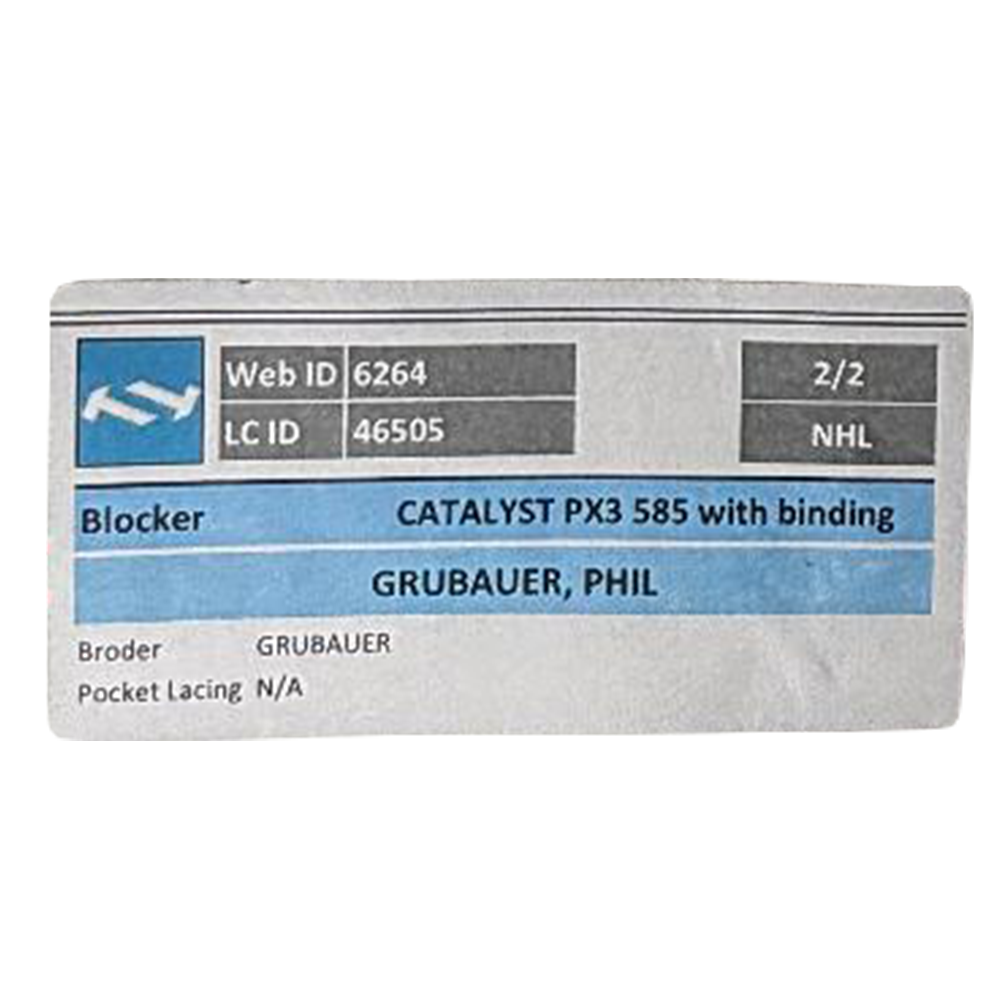 Web ID 6264 2/2
LC ID 46505 NHL
Blocker CATALYST PX3 585 with binding
GRUBAUER, PHIL
Broder GRUBAUER
Pocket Lacing N/A